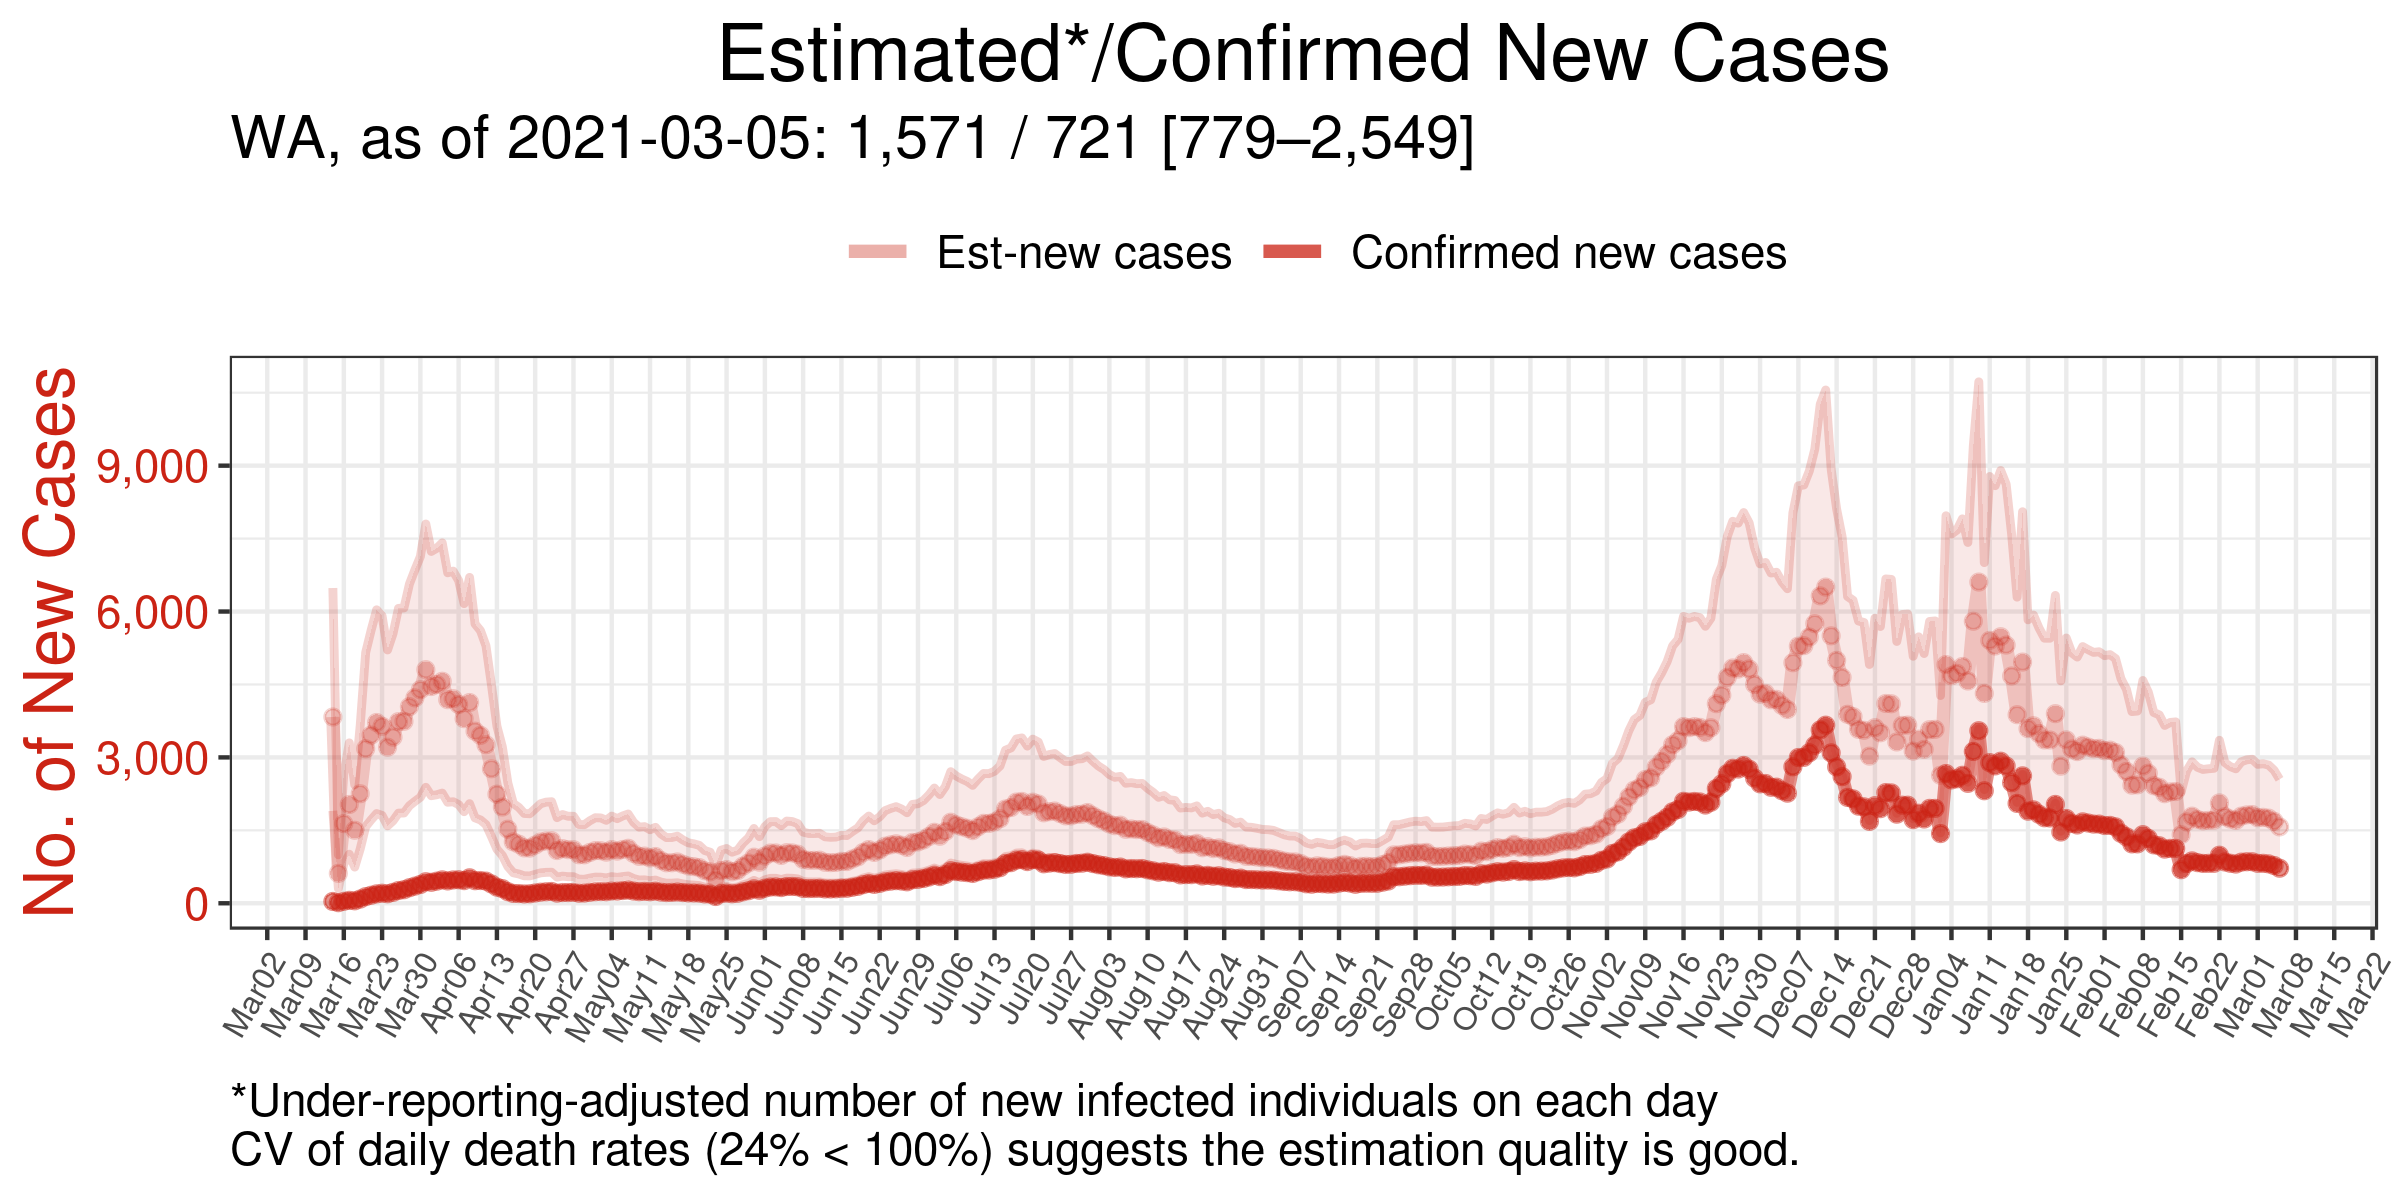 Estimated*/Confirmed New Cases
WA, as of 2021-03-05: 1,571 / 721 [779–2,549]
Est-new cases
Confirmed new cases
No. of New Cases
9,000
6,000
3,000
0
Mar02
Mar09
Mar16
Mar23
Mar30
Apr06
Apr13
Apr20
Apr27
May04
May11
May18
May25
Jun01
Jun08
Jun15
Jun22
Jun29
Jul06
Jul13
Jul20
Jul27
Aug03
Aug10
Aug17
Aug24
Aug31
Sep07
Sep14
Sep21
Sep28
Oct05
Oct12
Oct19
Oct26
Nov02
Nov09
Nov16
Nov23
Nov30
Dec07
Dec14
Dec21
Dec28
Jan04
Jan11
Jan18
Jan25
Feb01
Feb08
Feb15
Feb22
Mar01
Mar08
Mar15
Mar22
*Under-reporting-adjusted number of new infected individuals on each day
CV of daily death rates (24% < 100%) suggests the estimation quality is good.